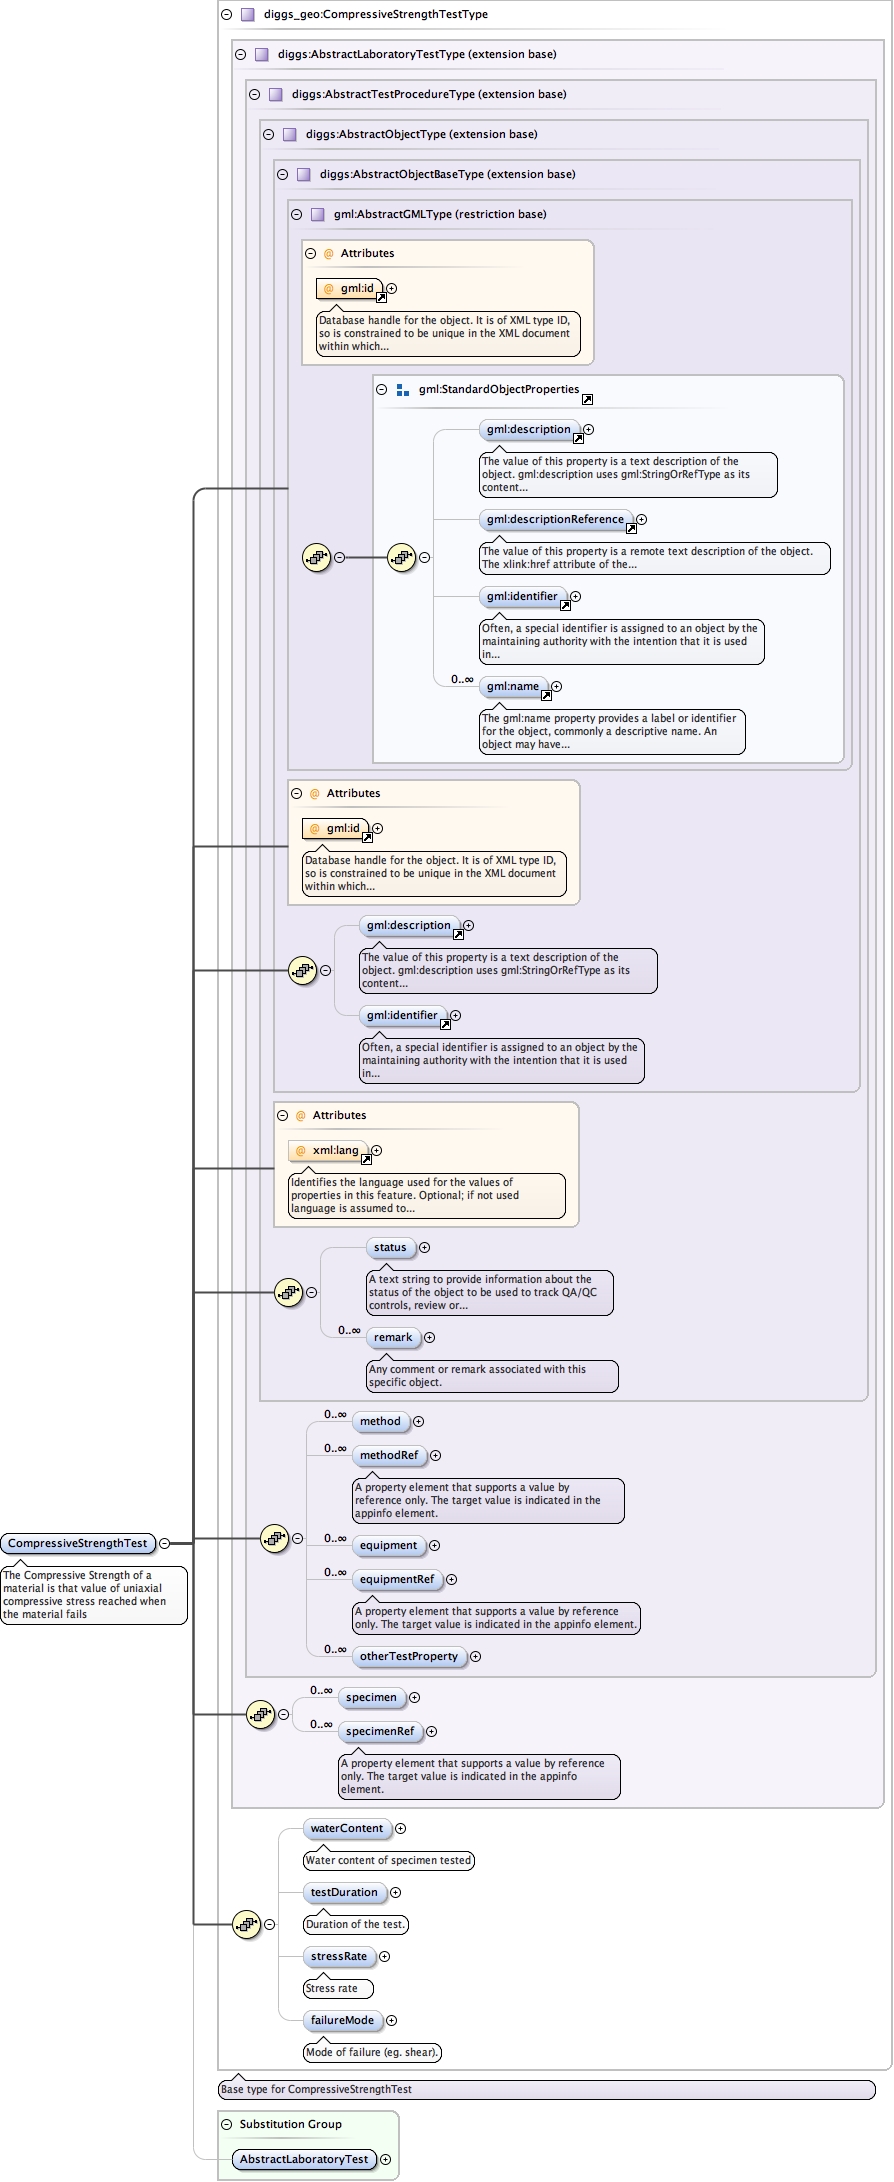 diggs_geo:CompressiveStrengthTestType
diggs:AbstractLaboratoryTestType (extension base)
diggs:AbstractTestProcedureType (extension base)
diggs:AbstractObjectType (extension base)
diggs:AbstractObjectBaseType (extension base)
gml:AbstractGMLType (restriction base)
@ Attributes
@ gml:id
Database handle for the object. It is of XML type ID,
so is constrained to be unique in the XML document
within which...
gml:StandardObjectProperties
gml:description
The value of this property is a text description of the
object. gml:description uses gml:StringOrRefType as its
content...
gml:descriptionReference
The value of this property is a remote text description of the object.
The xlink:href attribute of the...
gml:identifier
Often, a special identifier is assigned to an object by the
maintaining authority with the intention that it is used
in...
0..∞ gml:name
The gml:name property provides a label or identifier
for the object, commonly a descriptive name. An
object may have...
@ Attributes
@ gml:id
Database handle for the object. It is of XML type ID,
so is constrained to be unique in the XML document
within which...
gml:description
The value of this property is a text description of the
object. gml:description uses gml:StringOrRefType as its
content...
gml:identifier
Often, a special identifier is assigned to an object by the
maintaining authority with the intention that it is used
in...
@ Attributes
@ xml:lang
Identifies the language used for the values of
properties in this feature. Optional; if not used
language is assumed to...
status
A text string to provide information about the
status of the object to be used to track QA/QC
controls, review or...
0..∞ remark
Any comment or remark associated with this
specific object.
0..∞ method
0..∞ methodRef
A property element that supports a value by
reference only. The target value is indicated in the
appinfo element.
0..∞ equipment
0..∞ equipmentRef
A property element that supports a value by reference
only. The target value is indicated in the appinfo element.
0..∞ otherTestProperty
CompressiveStrengthTest
The Compressive Strength of a
material is that value of uniaxial
compressive stress reached when
the material fails
0..∞ specimen
0..∞ specimenRef
A property element that supports a value by reference
only. The target value is indicated in the appinfo
element.
waterContent
Water content of specimen tested
testDuration
Duration of the test.
stressRate
Stress rate
failureMode
Mode of failure (eg. shear).
Base type for CompressiveStrengthTest
Substitution Group
AbstractLaboratoryTest